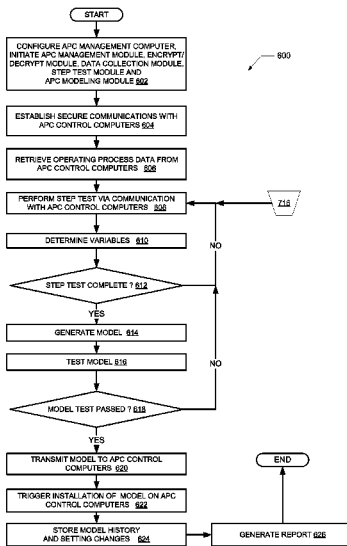 START
CONFIGURE APC MANAGEMENT COMPUTER,
INITIATE APC MANAGEMENT MODULE, ENCRYPT/
DECRYPT MODULE, DATA COLLECTION MODULE,
STEP TEST MODULE AND
APC MODELING MODULE
602
600
ESTABLISH SECURE COMMUNICATIONS WITH
APC CONTROL COMPUTERS 604
RETRIEVE OPERATING PROCESS DATA FROM
APC CONTROL COMPUTERS 606
PERFORM STEP TEST VIA COMMUNICATION
WITH APC CONTROL COMPUTERS 608
716
DETERMINE VARIABLES 610
NO
STEP TEST COMPLETE ? 612
YES
GENERATE MODEL 614
TEST MODEL 616
NO
MODEL TEST PASSED ? 618
YES
TRANSMIT MODEL TO APC CONTROL
COMPUTERS 620
END
TRIGGER INSTALLATION OF MODEL ON APC
CONTROL COMPUTERS 622
STORE MODEL HISTORY
AND SETTING CHANGES 624
GENERATE REPORT 626